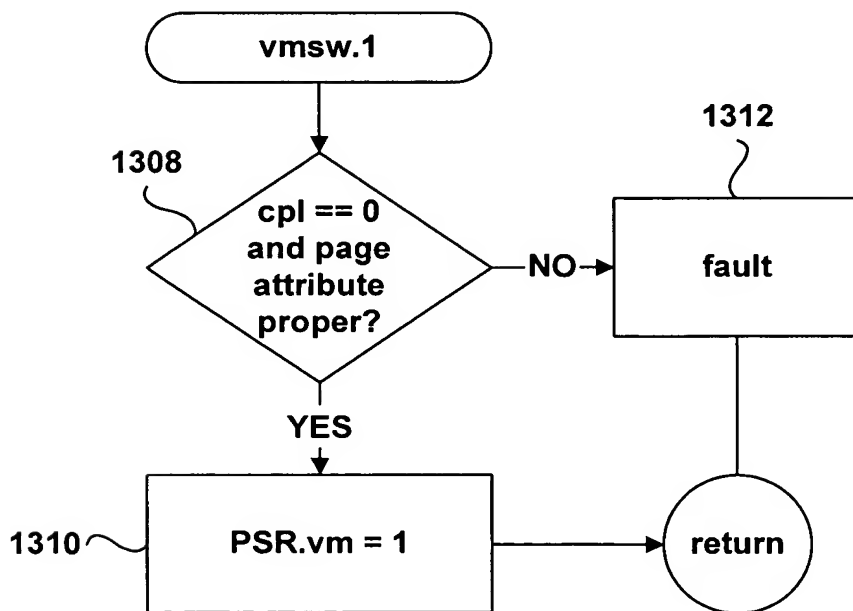 vmsw.1
1312
1308
cpl == 0
and page
attribute
proper?
NO
fault
YES
1310
PSR.vm = 1
return